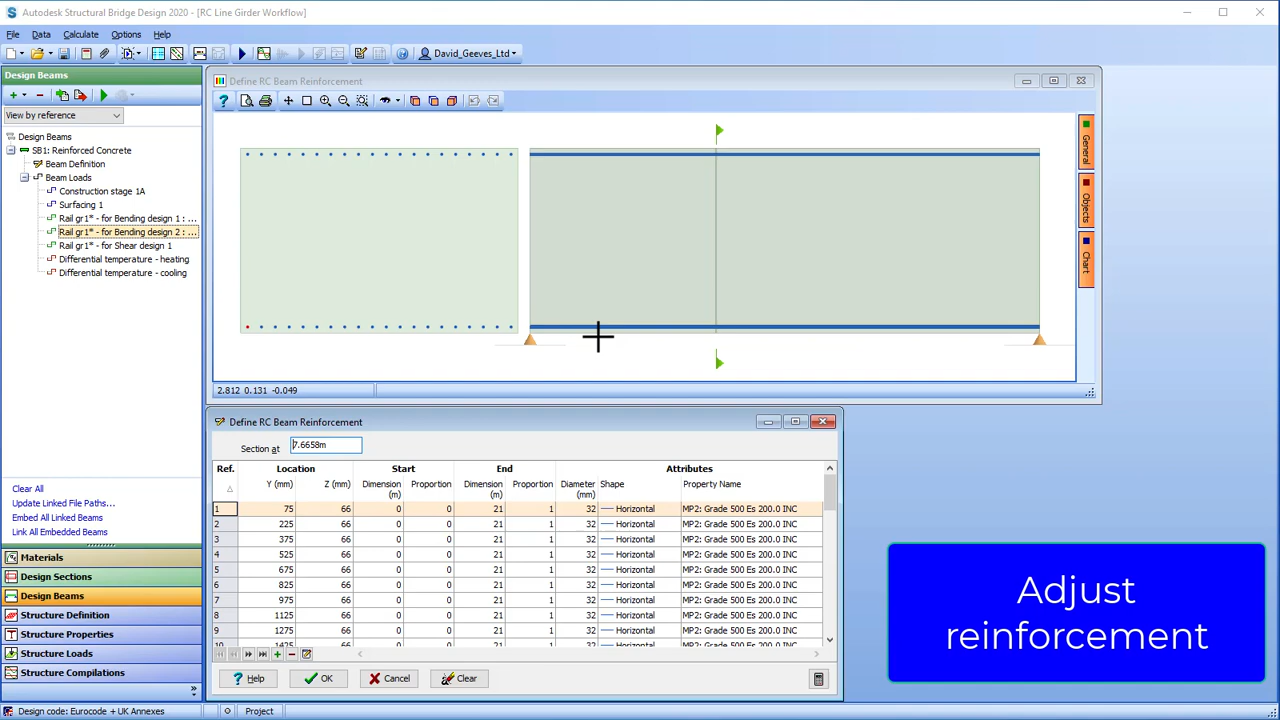 Autodesk Structural Bridge Design 2020 - [RC Line Girder Workflow]
File Data Calculate Options Help
David_Geeves_Ltd
Design Beams
View by reference
Design Beams
SB1: Reinforced Concrete
Beam Definition
Beam Loads
Construction stage 1A
Surfacing 1
Rail gr1* - for Bending design 1 : ...
Rail gr1* - for Bending design 2 : ...
Rail gr1* - for Shear design 1
Differential temperature - heating
Differential temperature - cooling
Clear All
Update Linked File Paths...
Embed All Linked Beams
Link All Embedded Beams
Materials
Design Sections
Design Beams
Structure Definition
Structure Properties
Structure Loads
Structure Compilations
Define RC Beam Reinforcement
General
Objects
Chart
2.812 0.131 -0.049
Define RC Beam Reinforcement
Section at 7.6658m
Ref. Location Start End Attributes
Y (mm) Z (mm) Dimension (m) Proportion Dimension (m) Proportion Diameter (mm) Shape Property Name
1 75 66 0 0 21 1 32 Horizontal MP2: Grade 500 Es 200.0 INC
2 225 66 0 0 21 1 32 Horizontal MP2: Grade 500 Es 200.0 INC
3 375 66 0 0 21 1 32 Horizontal MP2: Grade 500 Es 200.0 INC
4 525 66 0 0 21 1 32 Horizontal MP2: Grade 500 Es 200.0 INC
5 675 66 0 0 21 1 32 Horizontal MP2: Grade 500 Es 200.0 INC
6 825 66 0 0 21 1 32 Horizontal MP2: Grade 500 Es 200.0 INC
7 975 66 0 0 21 1 32 Horizontal MP2: Grade 500 Es 200.0 INC
8 1125 66 0 0 21 1 32 Horizontal MP2: Grade 500 Es 200.0 INC
9 1275 66 0 0 21 1 32 Horizontal MP2: Grade 500 Es 200.0 INC
10 1425 66 0 0 21 1 32 Horizontal MP2: Grade 500 Es 200.0 INC
Help OK Cancel Clear
Adjust
reinforcement
Design code: Eurocode + UK Annexes Project